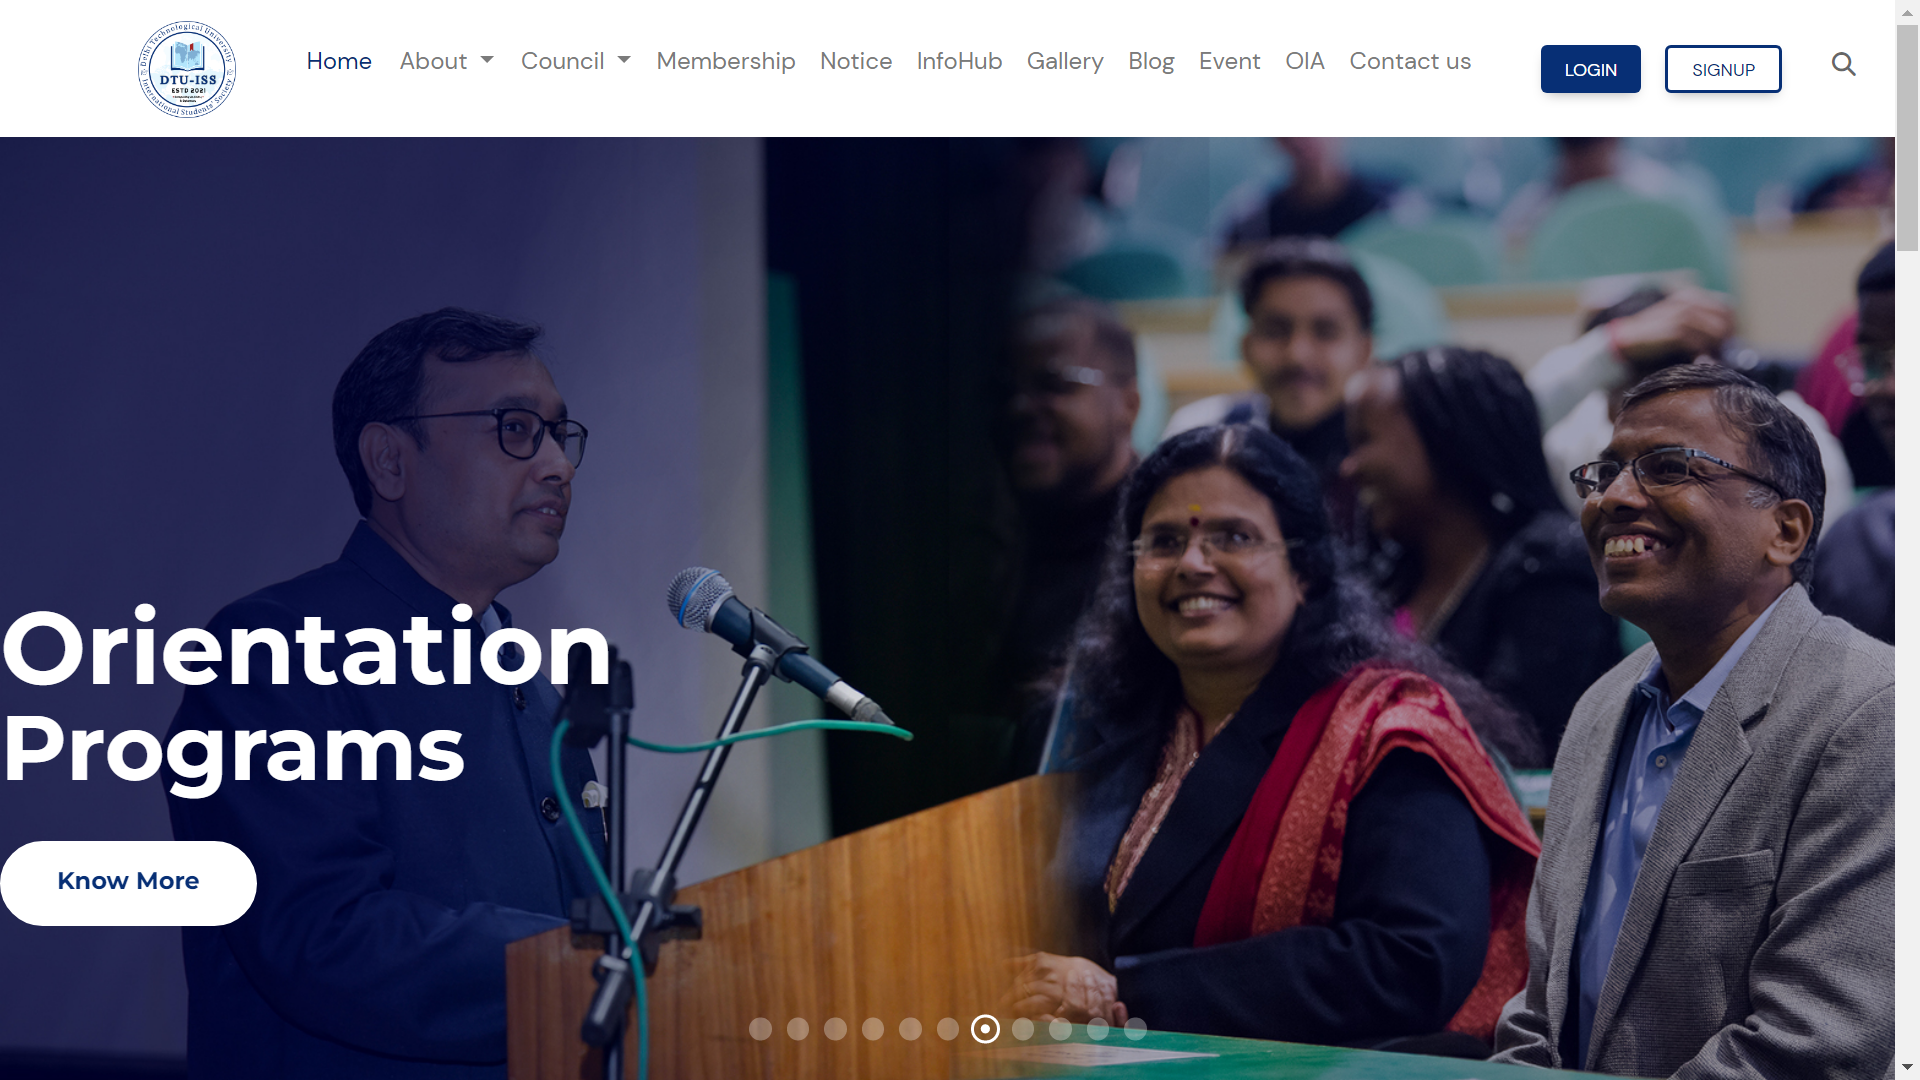 Delhi Technological University
DTU-ISS
ESTD 2021
International Students' Society
Home
About
Council
Membership
Notice
InfoHub
Gallery
Blog
Event
OIA
Contact us
LOGIN
SIGNUP
Orientation
Programs
Know More